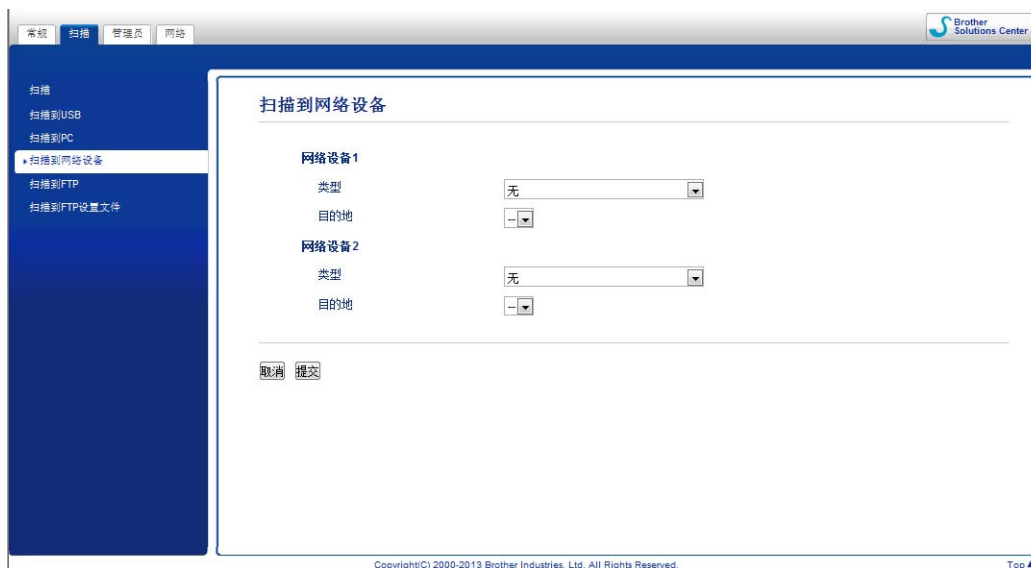 常规 扫描 管理员 网络
Brother
Solutions Center
扫描
扫描到USB
扫描到PC
扫描到网络设备
扫描到FTP
扫描到FTP设置文件
扫描到网络设备
网络设备1
类型 无
目的地 --
网络设备2
类型 无
目的地 --
取消 提交
Copyright(C) 2000-2013 Brother Industries, Ltd. All Rights Reserved.
Top